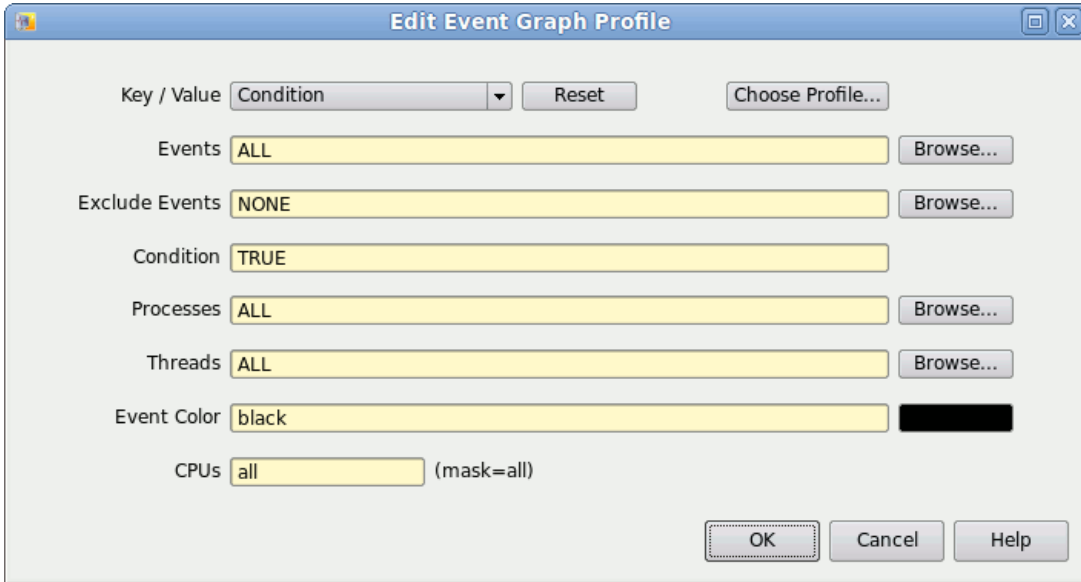 Edit Event Graph Profile
Key / Value Condition Reset Choose Profile...
Events ALL Browse...
Exclude Events NONE Browse...
Condition TRUE
Processes ALL Browse...
Threads ALL Browse...
Event Color black
CPUs all (mask=all)
OK Cancel Help